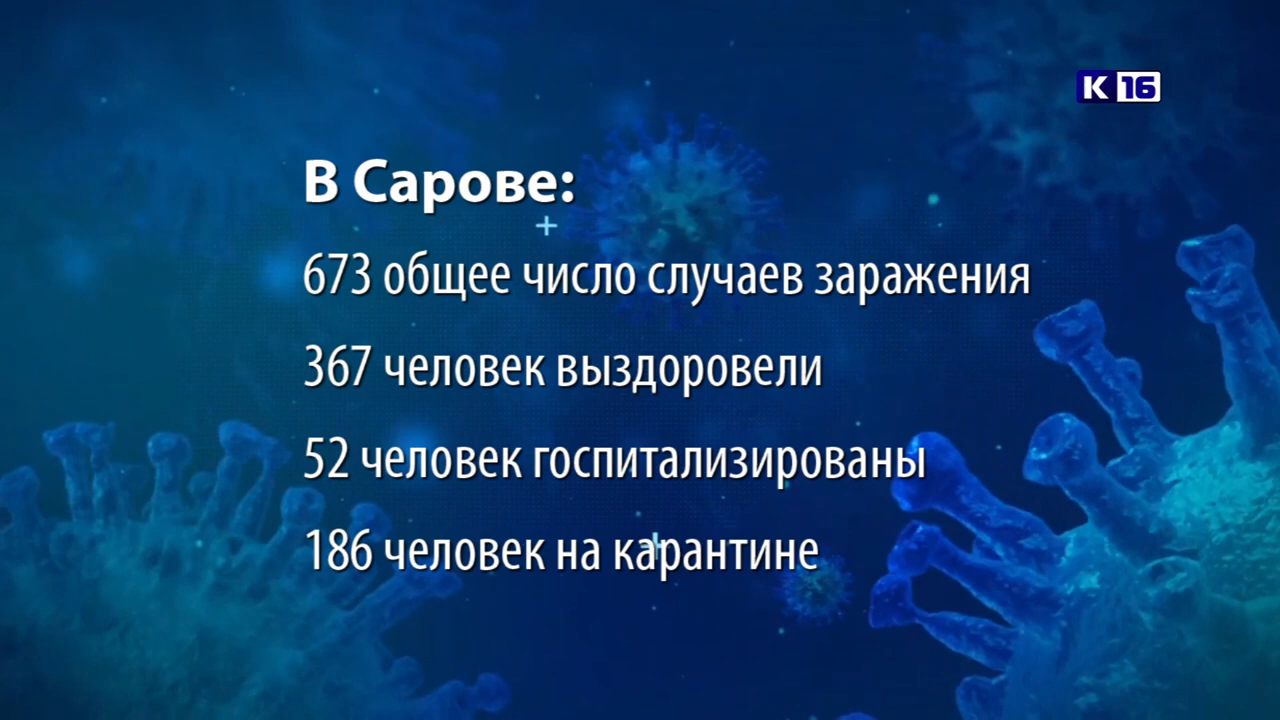 К 16
В Сарове:
673 общее число случаев заражения
367 человек выздоровели
52 человек госпитализированы
186 человек на карантине